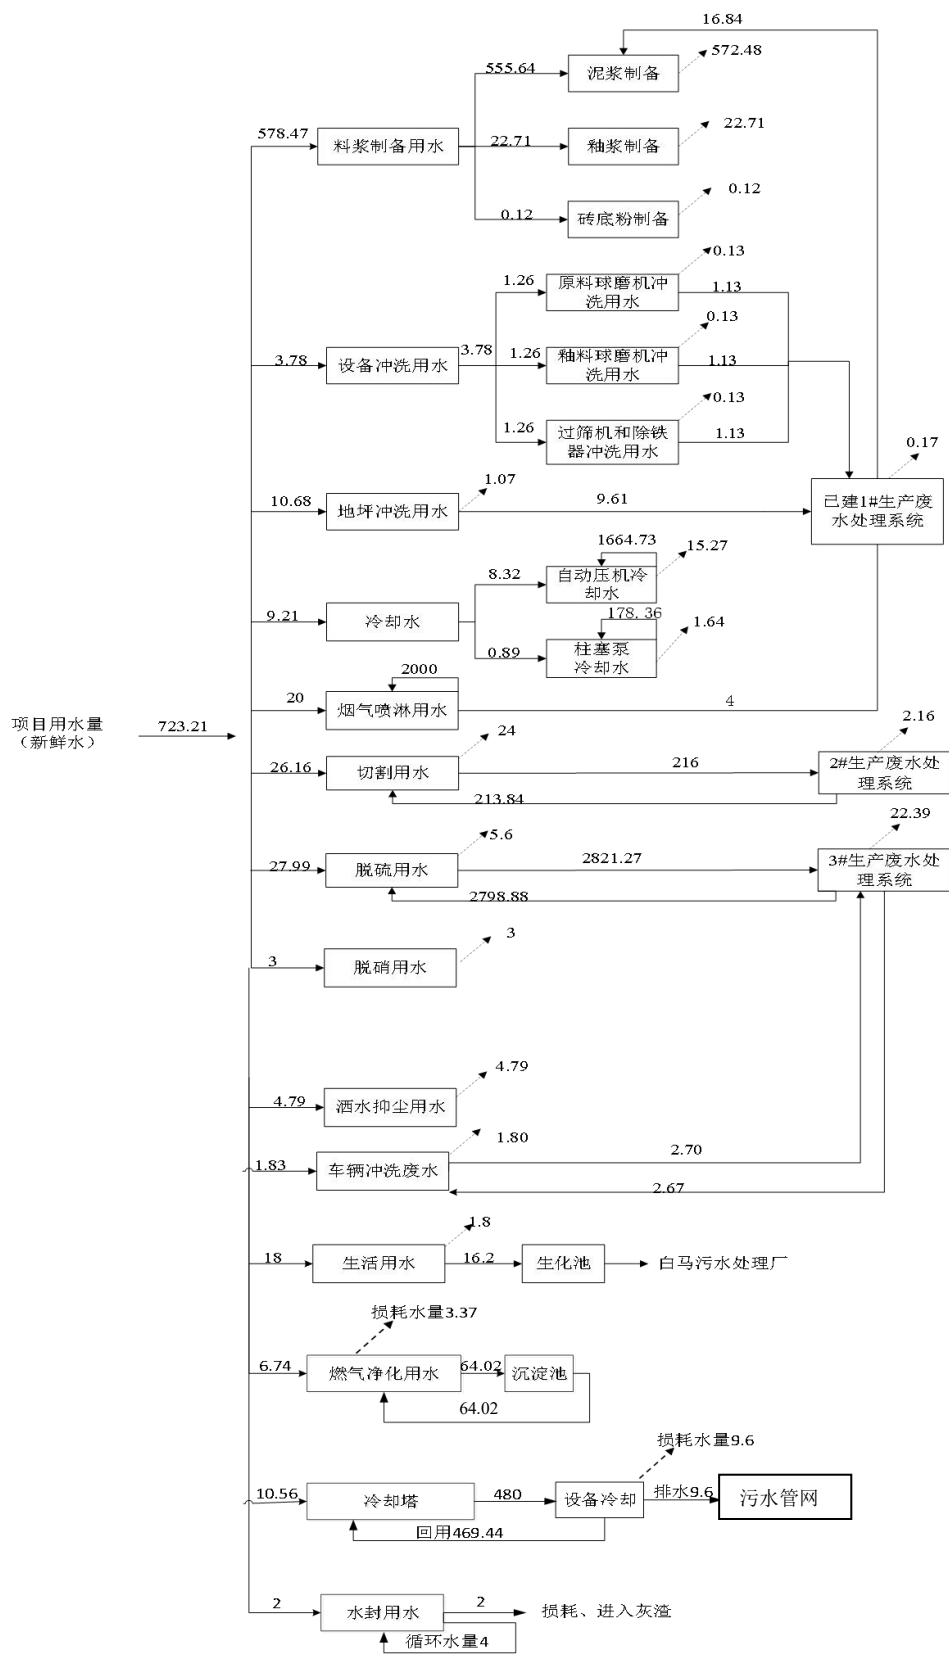 16.84
572.48
555.64
泥浆制备
578.47
料浆制备用水
22.71
釉浆制备
22.71
0.12
砖底粉制备
0.12
1.26
原料球磨机冲
洗用水
0.13
1.13
3.78
设备冲洗用水
3.78
1.26
釉料球磨机冲
洗用水
0.13
1.13
1.26
过筛机和除铁
器冲洗用水
0.13
1.13
0.17
10.68
地坪冲洗用水
1.07
9.61
已建1#生产废
水处理系统
9.21
冷却水
8.32
1664.73
自动压机冷
却水
15.27
0.89
178.36
柱塞泵
冷却水
1.64
20
2000
烟气喷淋用水
4
项目用水量
（新鲜水）
723.21
26.16
切割用水
24
216
213.84
2.16
2#生产废水处
理系统
27.99
脱硫用水
5.6
2821.27
2798.88
22.39
3#生产废水处
理系统
3
脱硝用水
3
4.79
洒水抑尘用水
4.79
1.83
车辆冲洗废水
1.80
2.70
2.67
18
生活用水
1.8
16.2
生化池
白马污水处理厂
损耗水量3.37
6.74
燃气净化用水
64.02
沉淀池
64.02
损耗水量9.6
10.56
冷却塔
480
设备冷却
排水9.6
污水管网
回用469.44
2
水封用水
2
损耗、进入灰渣
循环水量4